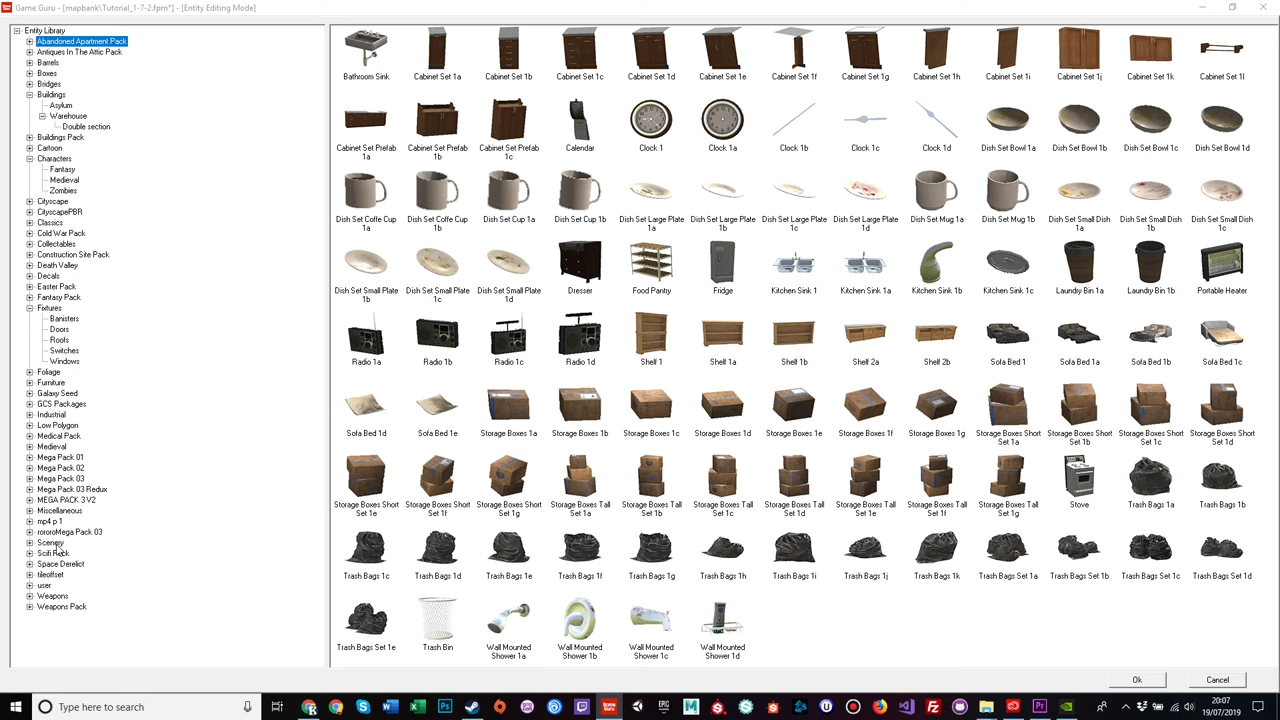 Game Guru - [mapbank\Tutorial_1-7-2.fpm*] - [Entity Editing Mode]
Entity Library
Abandoned Apartment Pack
Antiques In The Attic Pack
Barrels
Boxes
Bridges
Buildings
Asylum
Warehouse
Double section
Buildings Pack
Cartoon
Characters
Fantasy
Medieval
Zombies
Cityscape
CityscapePBR
Classics
Cold War Pack
Collectables
Construction Site Pack
Death Valley
Decals
Easter Pack
Fantasy Pack
Fixtures
Banisters
Doors
Roofs
Switches
Windows
Foliage
Furniture
Galaxy Seed
GCS Packages
Industrial
Low Polygon
Medical Pack
Medieval
Mega Pack 01
Mega Pack 02
Mega Pack 03
Mega Pack 03 Redux
MEGA PACK 3 V2
Miscellaneous
mp4 p 1
rororoMega Pack 03
Scenery
Scifi Pack
Space Derelict
tileoffset
user
Weapons
Weapons Pack
Bathroom Sink Cabinet Set 1a Cabinet Set 1b Cabinet Set 1c Cabinet Set 1d Cabinet Set 1e Cabinet Set 1f Cabinet Set 1g Cabinet Set 1h Cabinet Set 1i Cabinet Set 1j Cabinet Set 1k Cabinet Set 1l
Cabinet Set Prefab Cabinet Set Prefab Cabinet Set Prefab Calendar Clock 1 Clock 1a Clock 1b Clock 1c Clock 1d Dish Set Bowl 1a Dish Set Bowl 1b Dish Set Bowl 1c Dish Set Bowl 1d
1a 1b 1c
Dish Set Coffe Cup Dish Set Coffe Cup Dish Set Cup 1a Dish Set Cup 1b Dish Set Large Plate Dish Set Large Plate Dish Set Large Plate Dish Set Large Plate Dish Set Mug 1a Dish Set Mug 1b Dish Set Small Dish Dish Set Small Dish Dish Set Small Dish
1a 1b 1a 1b 1c 1d 1a 1b 1c
Dish Set Small Plate Dish Set Small Plate Dish Set Small Plate Dresser Food Pantry Fridge Kitchen Sink 1 Kitchen Sink 1a Kitchen Sink 1b Kitchen Sink 1c Laundry Bin 1a Laundry Bin 1b Portable Heater
1b 1c 1d
Radio 1a Radio 1b Radio 1c Radio 1d Shelf 1 Shelf 1a Shelf 1b Shelf 2a Shelf 2b Sofa Bed 1 Sofa Bed 1a Sofa Bed 1b Sofa Bed 1c
Sofa Bed 1d Sofa Bed 1e Storage Boxes 1a Storage Boxes 1b Storage Boxes 1c Storage Boxes 1d Storage Boxes 1e Storage Boxes 1f Storage Boxes 1g Storage Boxes Short Storage Boxes Short Storage Boxes Short Storage Boxes Short
Set 1a Set 1b Set 1c Set 1d
Storage Boxes Short Storage Boxes Short Storage Boxes Short Storage Boxes Tall Storage Boxes Tall Storage Boxes Tall Storage Boxes Tall Storage Boxes Tall Storage Boxes Tall Storage Boxes Tall Stove Trash Bags 1a Trash Bags 1b
Set 1e Set 1f Set 1g Set 1a Set 1b Set 1c Set 1d Set 1e Set 1f Set 1g
Trash Bags 1c Trash Bags 1d Trash Bags 1e Trash Bags 1f Trash Bags 1g Trash Bags 1h Trash Bags 1i Trash Bags 1j Trash Bags 1k Trash Bags Set 1a Trash Bags Set 1b Trash Bags Set 1c Trash Bags Set 1d
Trash Bags Set 1e Trash Bin Wall Mounted Wall Mounted Wall Mounted Wall Mounted
Shower 1a Shower 1b Shower 1c Shower 1d
Ok Cancel
Type here to search
20:07
19/07/2019